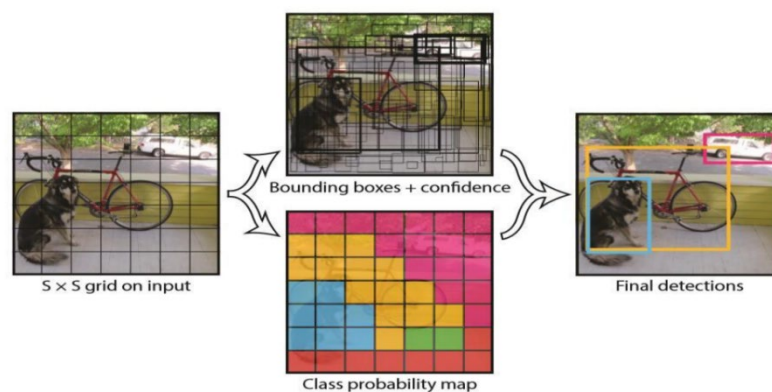 S × S grid on input
Bounding boxes + confidence
Class probability map
Final detections